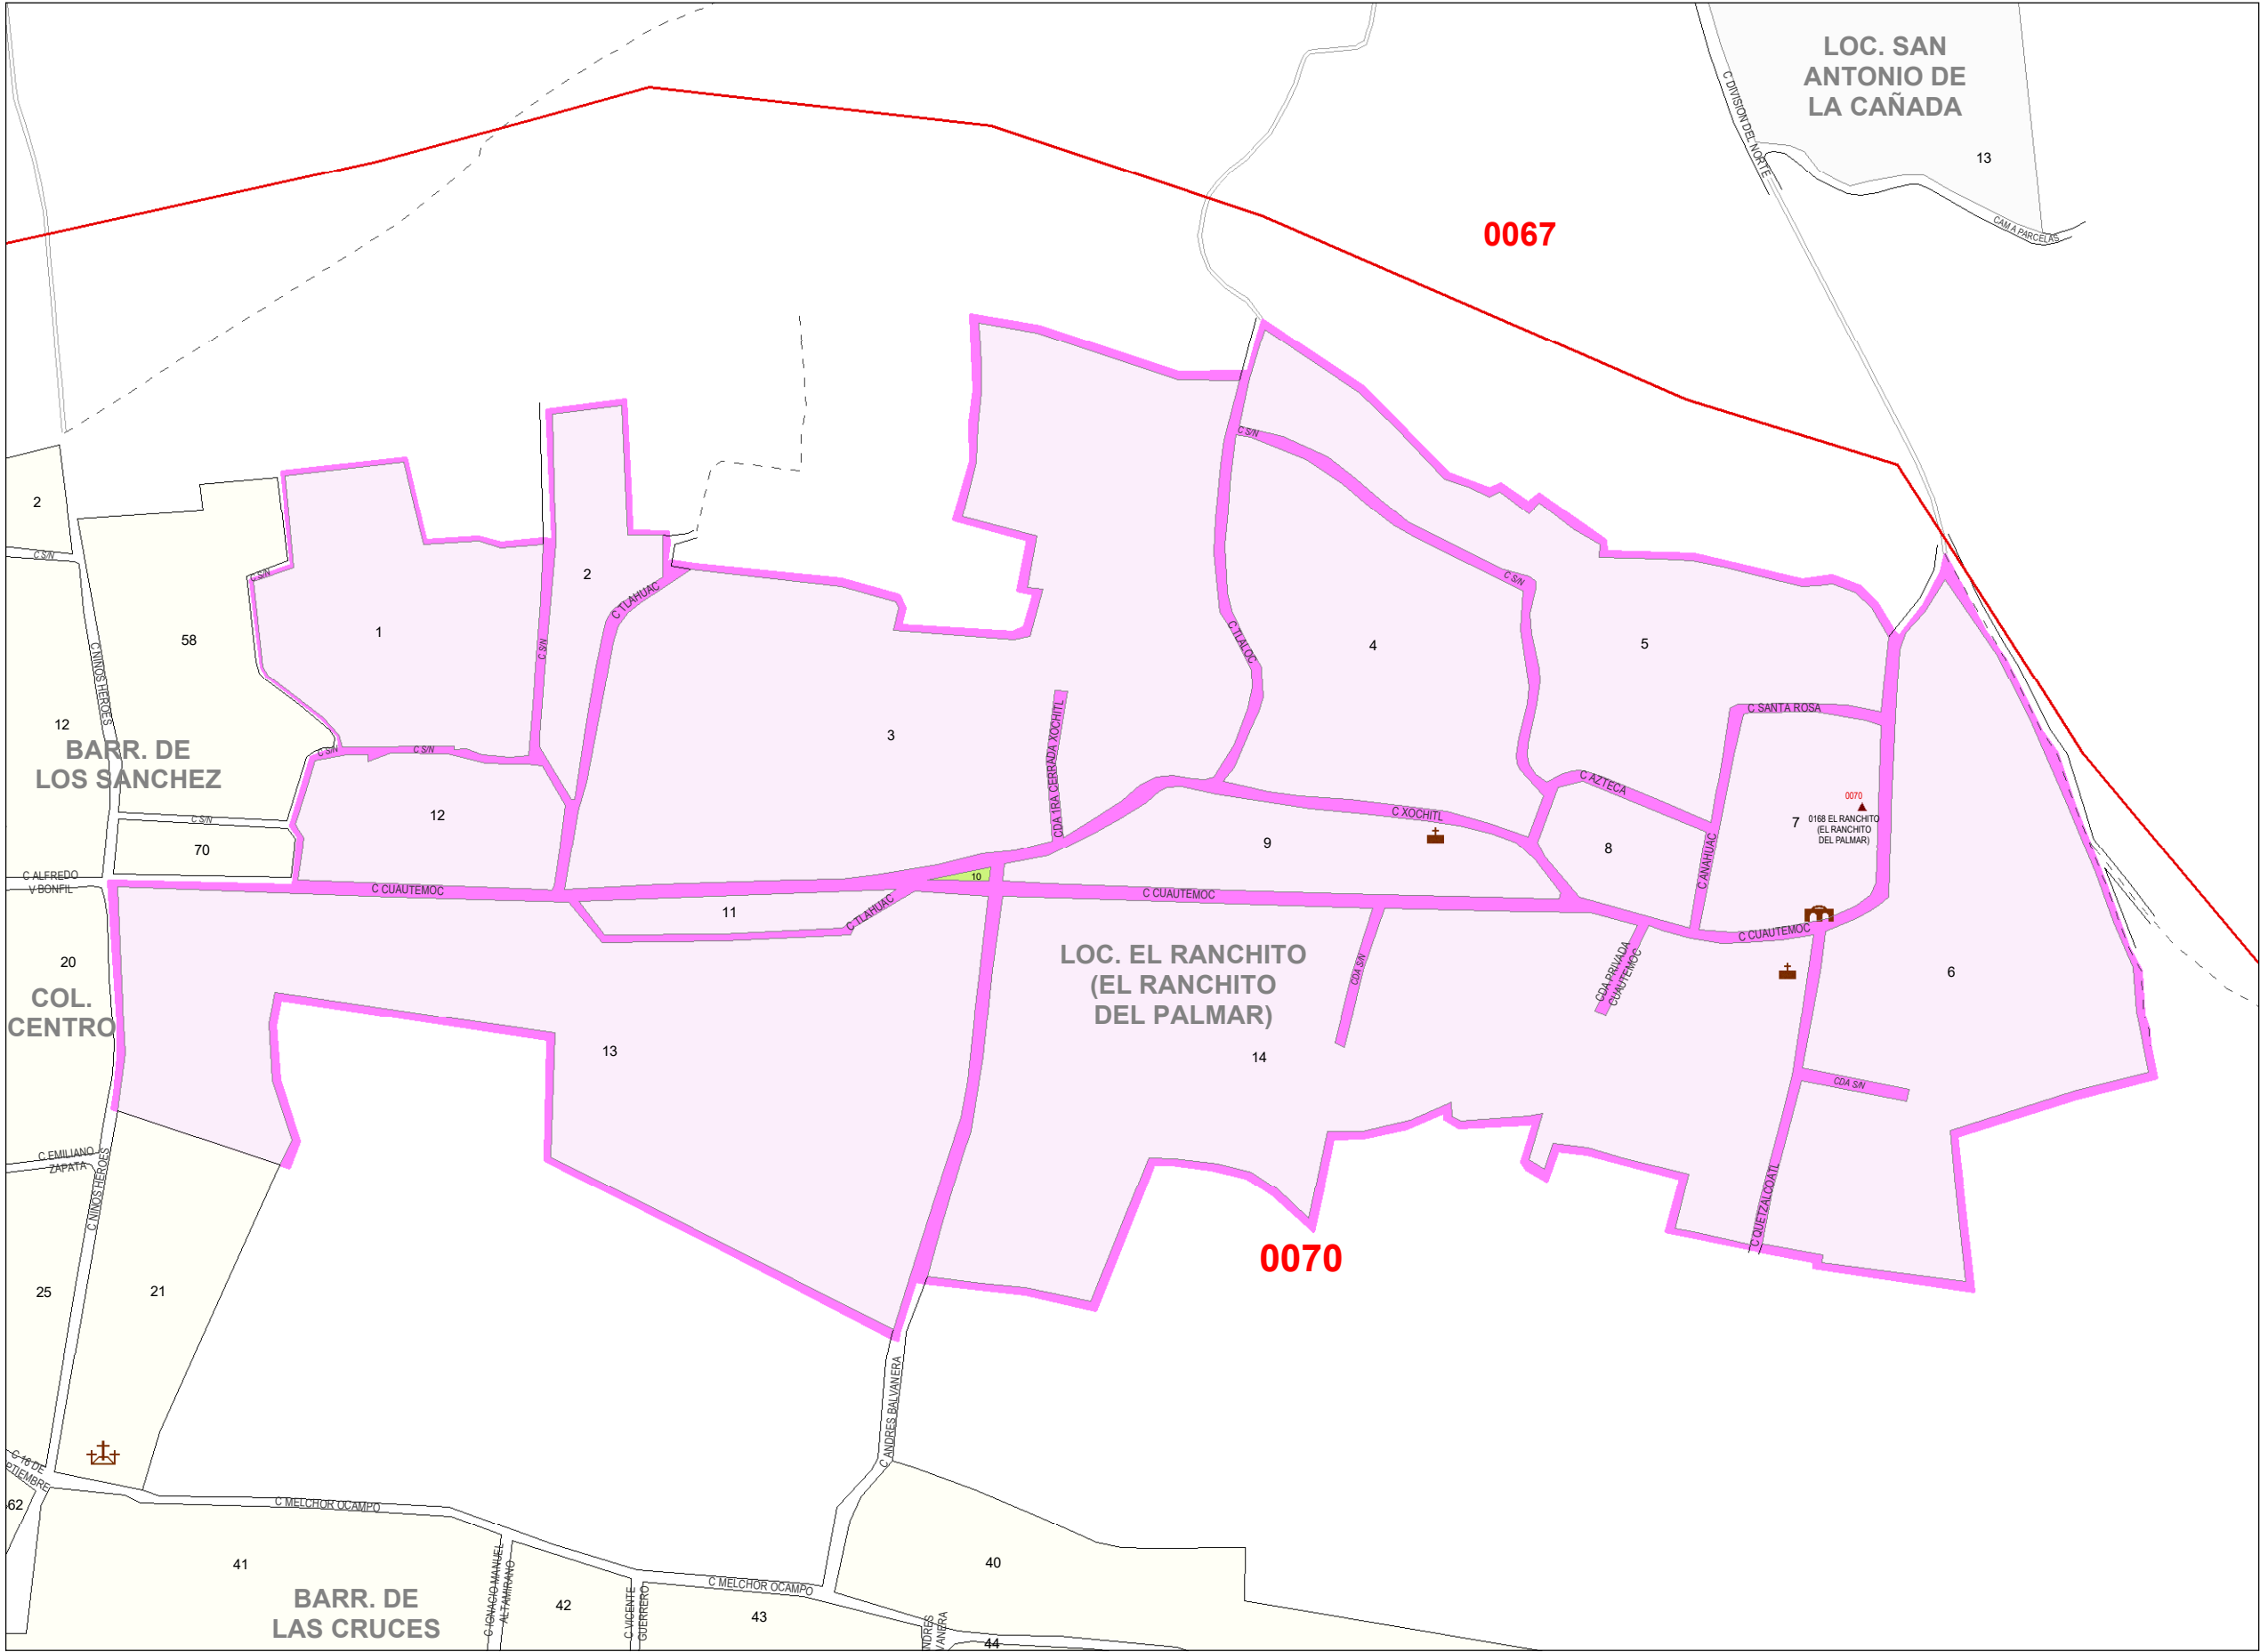 LOC. SAN
ANTONIO DE
LA CAÑADA
13
C DIVISION DEL NORTE
CAM A PARCELAS
0067
C S/N
2
C S/N
C S/N
2
C TLAHUAC
58
1
C S/N
C S/N
C TLALOC
4
5
C NIÑOS HEROES
12
BARR. DE
LOS SANCHEZ
C S/N
C S/N
3
CDA 1RA CERRADA XOCHITL
C SANTA ROSA
C AZTECA
0070
0168 EL RANCHITO
(EL RANCHITO
DEL PALMAR)
7
C S/N
12
C XOCHITL
9
8
C ANAHUAC
70
C ALFREDO
V BONFIL
C CUAUTEMOC
10
C CUAUTEMOC
11
C TLAHUAC
C CUAUTEMOC
20
COL.
CENTRO
LOC. EL RANCHITO
(EL RANCHITO
DEL PALMAR)
CDA S/N
CDA PRIVADA
CUAUTEMOC
6
13
14
CDA S/N
C EMILIANO
ZAPATA
C NIÑOS HEROES
C QUETZALCOATL
0070
25
21
C ANDRES BALVANERA
C 16 DE
PTIEMBRE
62
C MELCHOR OCAMPO
41
BARR. DE
LAS CRUCES
C IGNACIO MANUEL
ALTAMIRANO
42
C VICENTE
GUERRERO
C MELCHOR OCAMPO
43
40
NDRES
VANERA
44